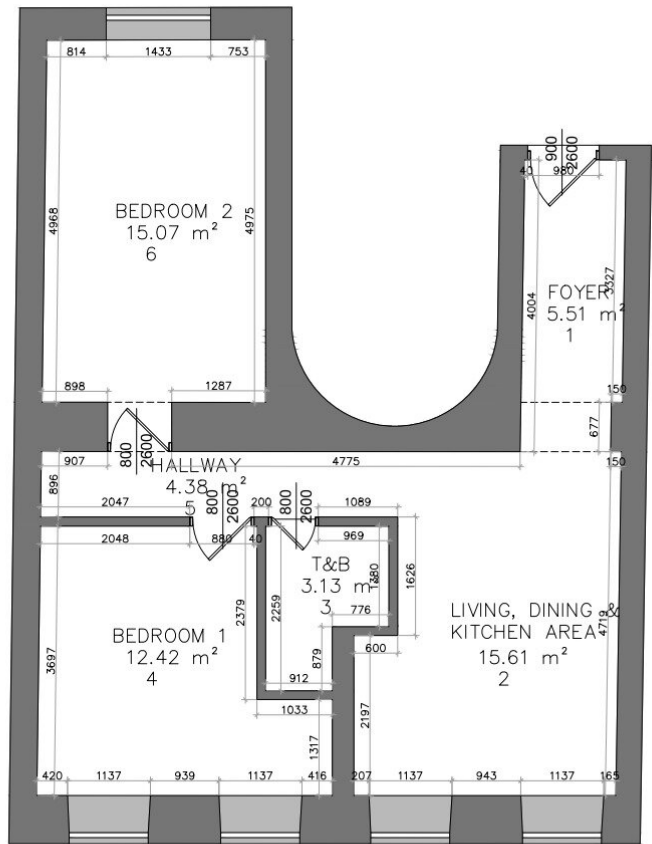 814 1433 753
900
2600
40 980
4968
BEDROOM 2
15.07 m²
6
4975
4004
3327
FOYER
5.51 m²
1
898 1287
150
677
800
2600
907 4775 150
HALLWAY
4.38 m²
5
896
2047 200 1089
800
2600
800
2600
2048 880 40 969
T&B
3.13 m
3
1380
1626
2379
2259
776
4719
LIVING, DINING &
KITCHEN AREA
15.61 m²
2
BEDROOM 1
12.42 m²
4
3697
600
879
912
2197
1033
1317
420 1137 939 1137 416 207 1137 943 1137 165